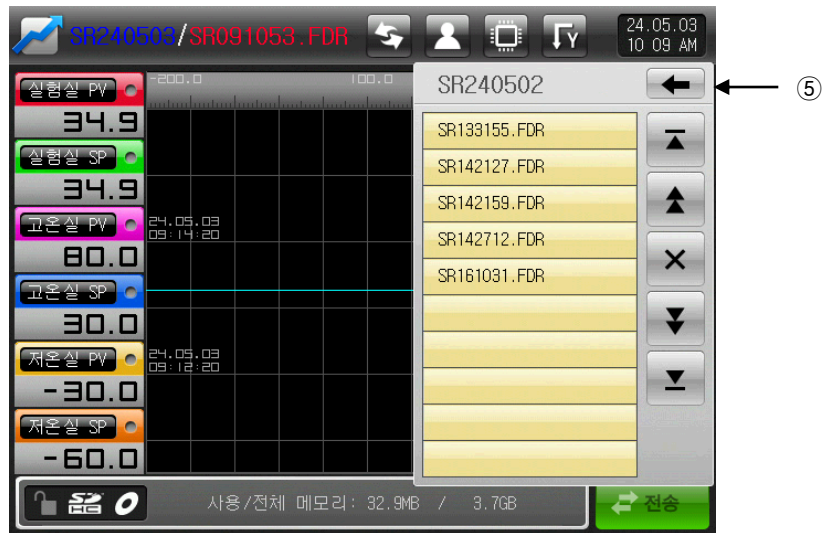 SR240503/SR091053.FDR
Y
24.05.03
10 09 AM
실험실 PV
34.9
실험실 SP
34.9
고온실 PV
80.0
고온실 SP
30.0
저온실 PV
-30.0
저온실 SP
-60.0
-200.0 100.0
24.05.03
09:14:20
24.05.03
09:12:20
SR240502
SR133155.FDR
SR142127.FDR
SR142159.FDR
SR142712.FDR
SR161031.FDR
⑤
SD
HC
사용/전체 메모리: 32.9MB / 3.7GB
전송